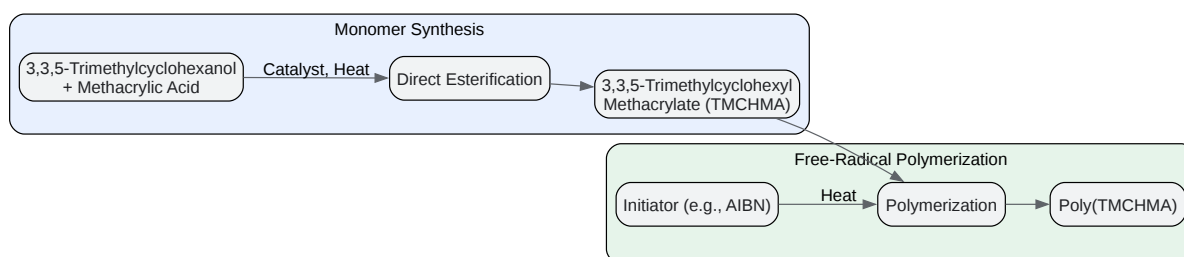 Monomer Synthesis
3,3,5-Trimethylcyclohexanol
+ Methacrylic Acid
Catalyst, Heat
Direct Esterification
3,3,5-Trimethylcyclohexyl
Methacrylate (TMCHMA)
Free-Radical Polymerization
Initiator (e.g., AIBN)
Heat
Polymerization
Poly(TMCHMA)